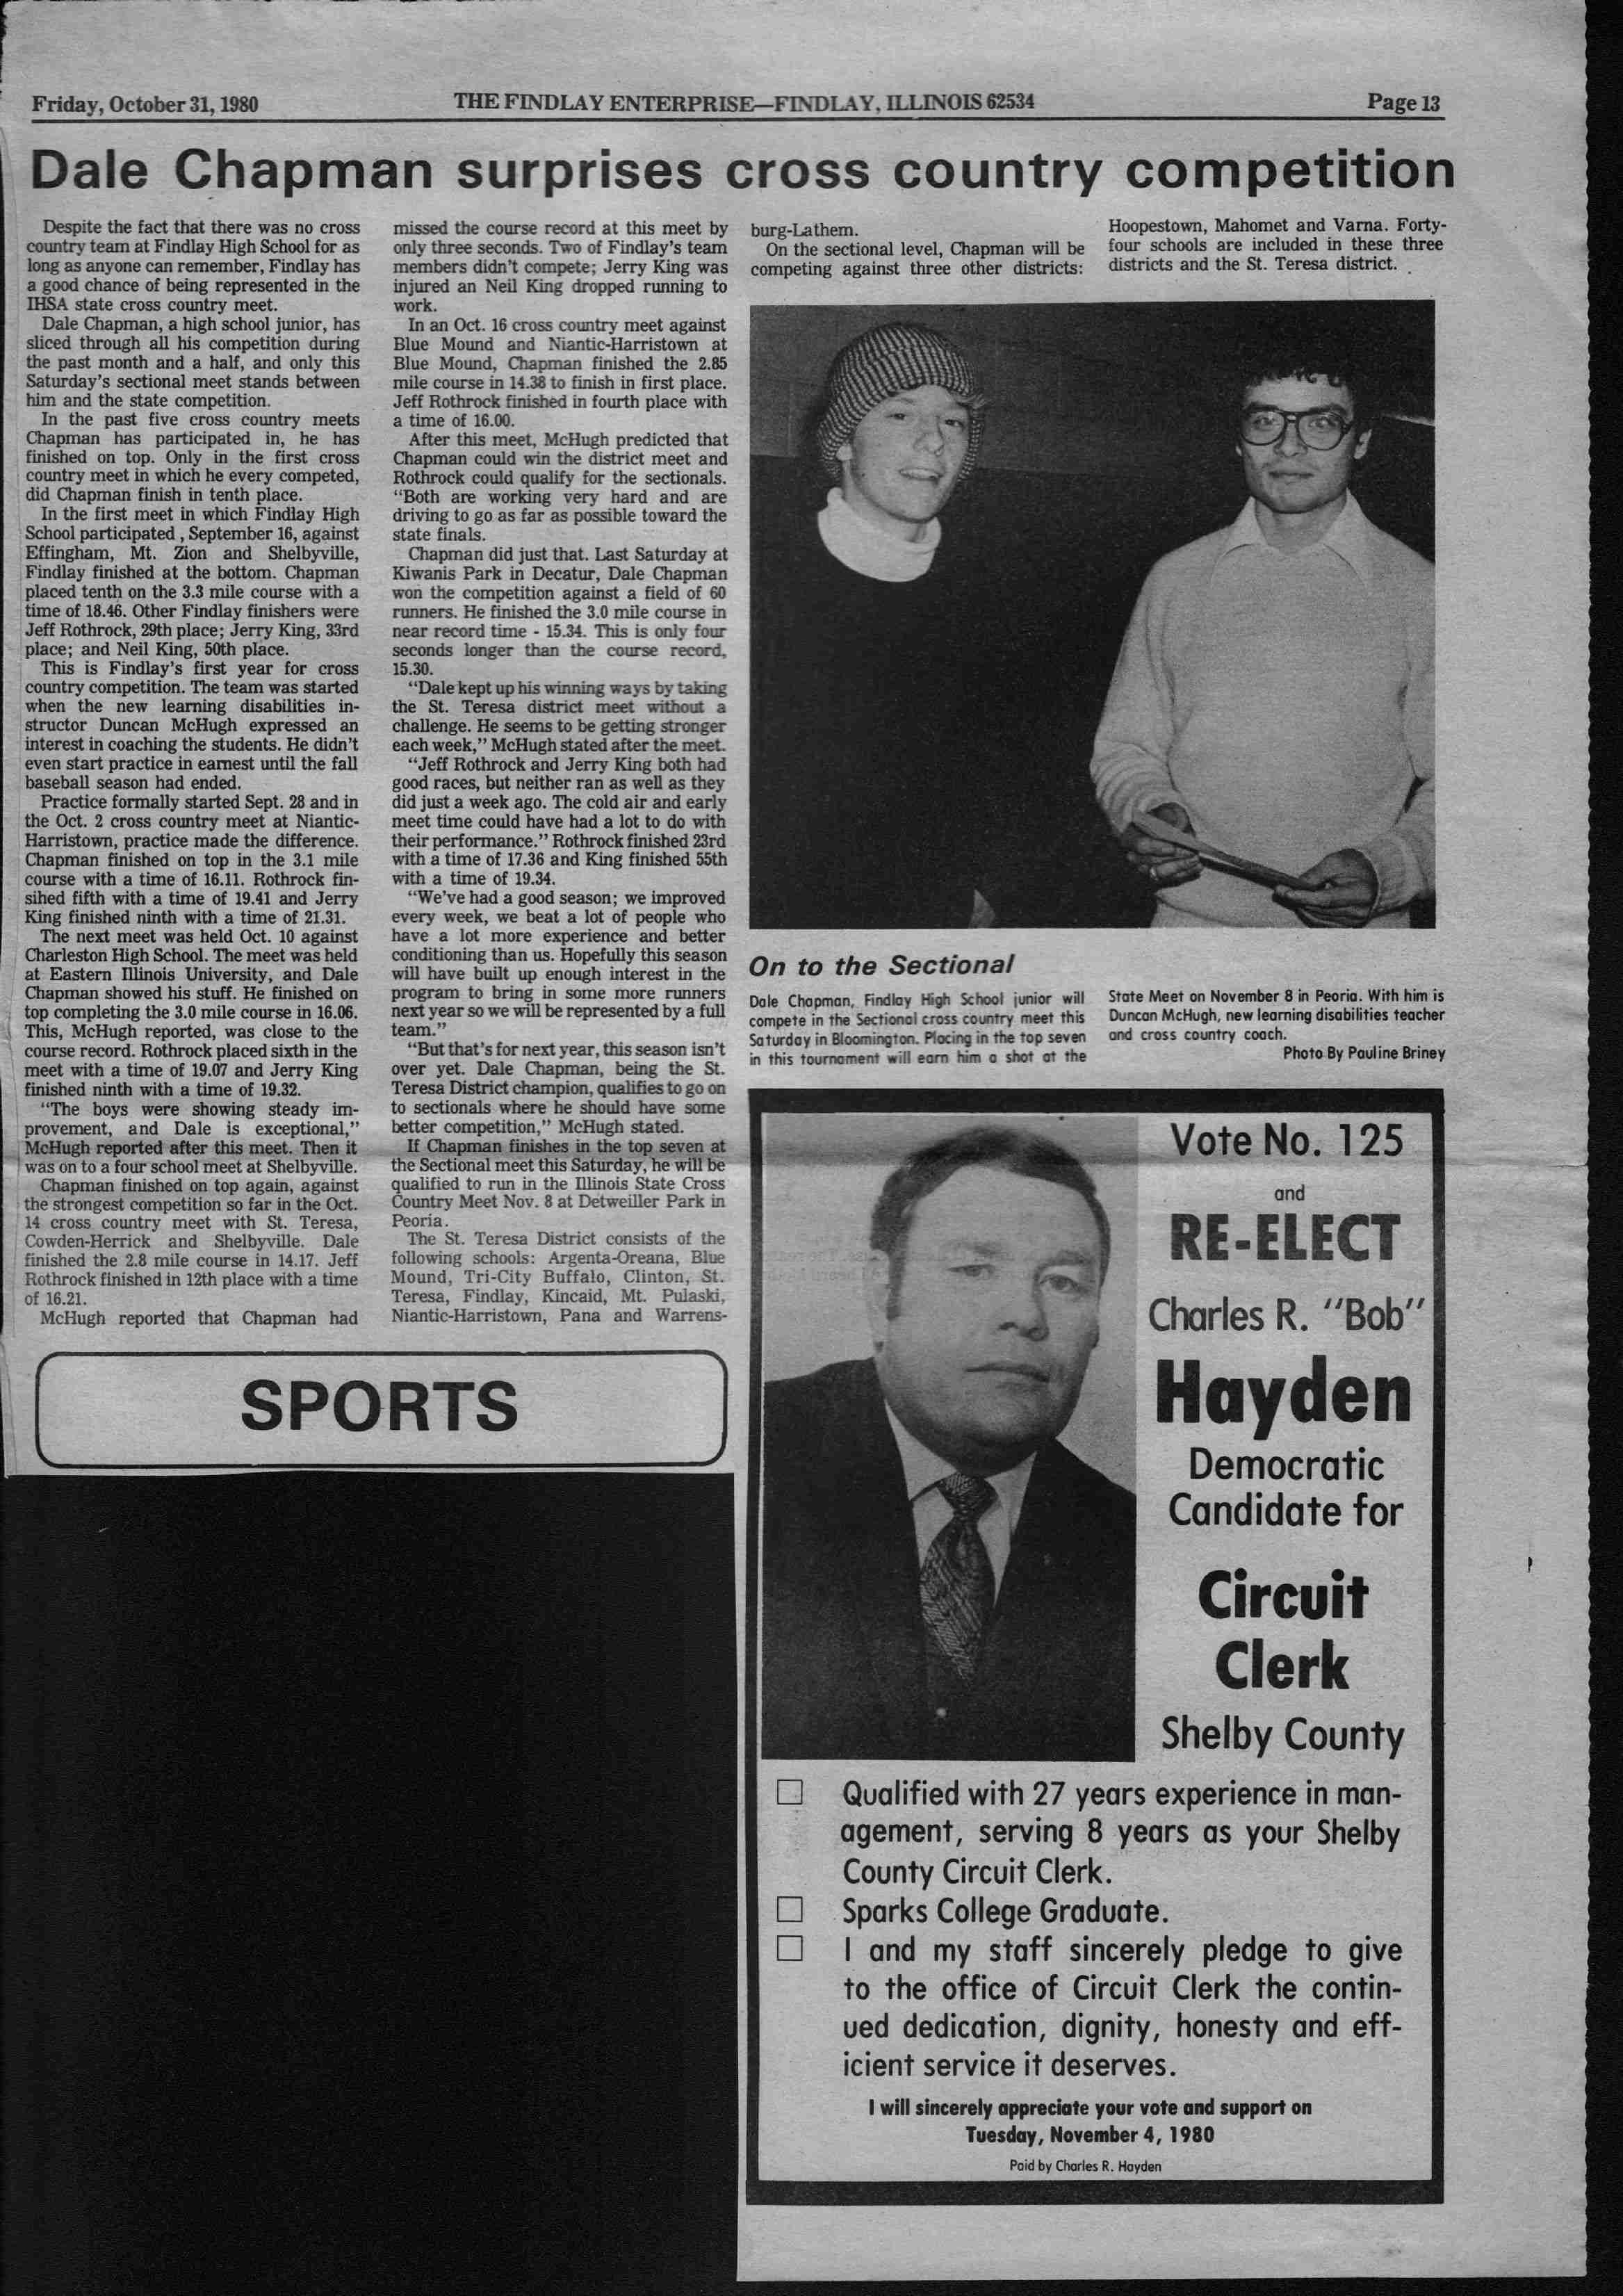 Friday, October 31, 1980
THE FINDLAY ENTERPRISE—FINDLAY, ILLINOIS 62534
Page 13
Dale Chapman surprises cross country competition
Despite the fact that there was no cross
country team at Findlay High School for as
long as anyone can remember, Findlay has
a good chance of being represented in the
IHSA state cross country meet.
Dale Chapman, a high school junior, has
sliced through all his competition during
the past month and a half, and only this
Saturday's sectional meet stands between
him and the state competition.
In the past five cross country meets
Chapman has participated in, he has
finished on top. Only in the first cross
country meet in which he every competed,
did Chapman finish in tenth place.
In the first meet in which Findlay High
School participated , September 16, against
Effingham, Mt. Zion and Shelbyville,
Findlay finished at the bottom. Chapman
placed tenth on the 3.3 mile course with a
time of 18.46. Other Findlay finishers were
Jeff Rothrock, 29th place; Jerry King, 33rd
place; and Neil King, 50th place.
This is Findlay's first year for cross
country competition. The team was started
when the new learning disabilities in-
structor Duncan McHugh expressed an
interest in coaching the students. He didn't
even start practice in earnest until the fall
baseball season had ended.
Practice formally started Sept. 28 and in
the Oct. 2 cross country meet at Niantic-
Harristown, practice made the difference.
Chapman finished on top in the 3.1 mile
course with a time of 16.11. Rothrock fin-
sihed fifth with a time of 19.41 and Jerry
King finished ninth with a time of 21.31.
The next meet was held Oct. 10 against
Charleston High School. The meet was held
at Eastern Illinois University, and Dale
Chapman showed his stuff. He finished on
top completing the 3.0 mile course in 16.06.
This, McHugh reported, was close to the
course record. Rothrock placed sixth in the
meet with a time of 19.07 and Jerry King
finished ninth with a time of 19.32.
"The boys were showing steady im-
provement, and Dale is exceptional,"
McHugh reported after this meet. Then it
was on to a four school meet at Shelbyville.
Chapman finished on top again, against
the strongest competition so far in the Oct.
14 cross country meet with St. Teresa,
Cowden-Herrick and Shelbyville. Dale
finished the 2.8 mile course in 14.17. Jeff
Rothrock finished in 12th place with a time
of 16.21.
McHugh reported that Chapman had
missed the course record at this meet by
only three seconds. Two of Findlay's team
members didn't compete; Jerry King was
injured an Neil King dropped running to
work.
In an Oct. 16 cross country meet against
Blue Mound and Niantic-Harristown at
Blue Mound, Chapman finished the 2.85
mile course in 14.38 to finish in first place.
Jeff Rothrock finished in fourth place with
a time of 16.00.
After this meet, McHugh predicted that
Chapman could win the district meet and
Rothrock could qualify for the sectionals.
"Both are working very hard and are
driving to go as far as possible toward the
state finals.
Chapman did just that. Last Saturday at
Kiwanis Park in Decatur, Dale Chapman
won the competition against a field of 60
runners. He finished the 3.0 mile course in
near record time - 15.34. This is only four
seconds longer than the course record,
15.30.
"Dale kept up his winning ways by taking
the St. Teresa district meet without a
challenge. He seems to be getting stronger
each week," McHugh stated after the meet.
"Jeff Rothrock and Jerry King both had
good races, but neither ran as well as they
did just a week ago. The cold air and early
meet time could have had a lot to do with
their performance." Rothrock finished 23rd
with a time of 17.36 and King finished 55th
with a time of 19.34.
"We've had a good season; we improved
every week, we beat a lot of people who
have a lot more experience and better
conditioning than us. Hopefully this season
will have built up enough interest in the
program to bring in some more runners
next year so we will be represented by a full
team."
"But that's for next year, this season isn't
over yet. Dale Chapman, being the St.
Teresa District champion, qualifies to go on
to sectionals where he should have some
better competition," McHugh stated.
If Chapman finishes in the top seven at
the Sectional meet this Saturday, he will be
qualified to run in the Illinois State Cross
Country Meet Nov. 8 at Detweiller Park in
Peoria.
The St. Teresa District consists of the
following schools: Argenta-Oreana, Blue
Mound, Tri-City Buffalo, Clinton, St.
Teresa, Findlay, Kincaid, Mt. Pulaski,
Niantic-Harristown, Pana and Warrens-
burg-Lathem.
On the sectional level, Chapman will be
competing against three other districts:
Hoopestown, Mahomet and Varna. Forty-
four schools are included in these three
districts and the St. Teresa district.
On to the Sectional
Dale Chapman, Findlay High School junior will
compete in the Sectional cross country meet this
Saturday in Bloomington. Placing in the top seven
in this tournament will earn him a shot at the
State Meet on November 8 in Peoria. With him is
Duncan McHugh, new learning disabilities teacher
and cross country coach.
Photo By Pauline Briney
SPORTS
Vote No. 125
and
RE-ELECT
Charles R. "Bob"
Hayden
Democratic
Candidate for
Circuit
Clerk
Shelby County
Qualified with 27 years experience in man-
agement, serving 8 years as your Shelby
County Circuit Clerk.
Sparks College Graduate.
I and my staff sincerely pledge to give
to the office of Circuit Clerk the contin-
ued dedication, dignity, honesty and eff-
icient service it deserves.
I will sincerely appreciate your vote and support on
Tuesday, November 4, 1980
Paid by Charles R. Hayden